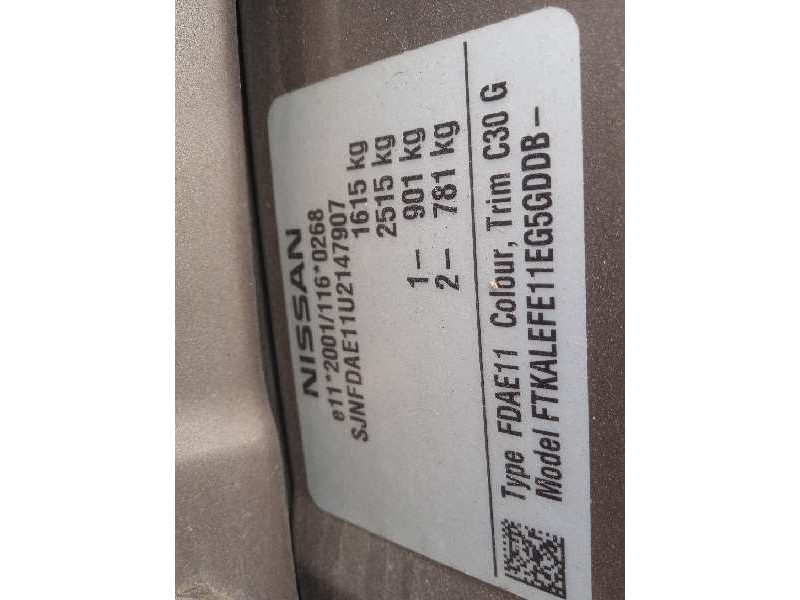 NISSAN
e11*2001/116*0268
SJNFDAE11U2147907
1615 kg
2515 kg
1– 901 kg
2– 781 kg
Type FDAE11 Colour, Trim C30 G
Model FTKALEFE11EG5GDDB–